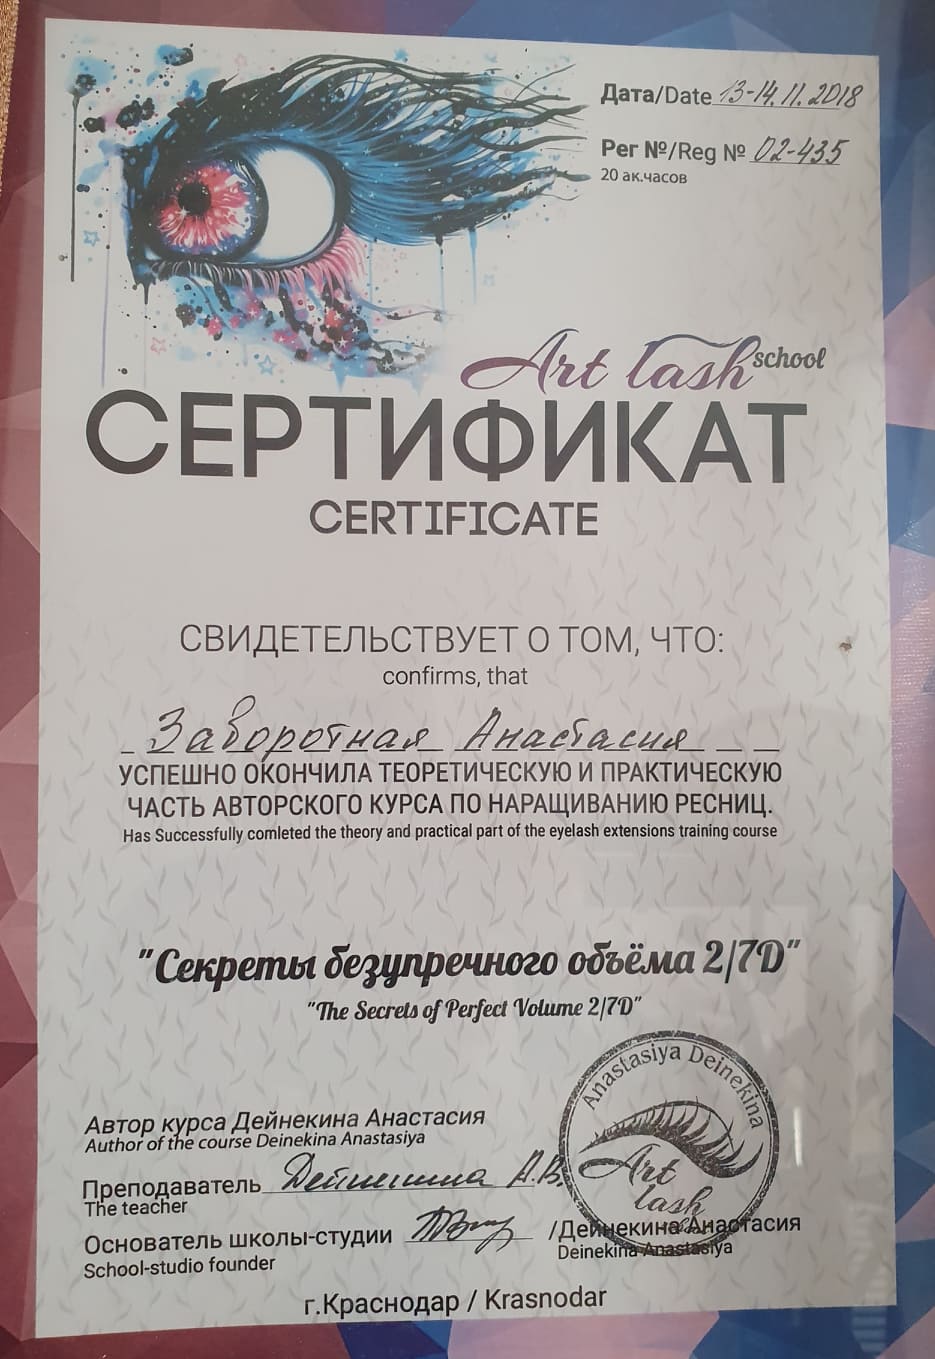 Дата/Date 13-14.11.2018
Рег №/Reg № 02-435
20 ак.часов
Art lash school
СЕРТИФИКАТ
CERTIFICATE
СВИДЕТЕЛЬСТВУЕТ О ТОМ, ЧТО:
confirms, that
Заворотная Анастасия
УСПЕШНО ОКОНЧИЛА ТЕОРЕТИЧЕСКУЮ И ПРАКТИЧЕСКУЮ
ЧАСТЬ АВТОРСКОГО КУРСА ПО НАРАЩИВАНИЮ РЕСНИЦ.
Has Successfully comleted the theory and practical part of the eyelash extensions training course
"Секреты безупречного объёма 2/7D"
"The Secrets of Perfect Volume 2/7D"
Anastasiya Deinekina
Art
lash
Автор курса Дейнекина Анастасия
Author of the course Deinekina Anastasiya
Преподаватель Дейнекина А.В.
The teacher
Основатель школы-студии /Дейнекина Анастасия
School-studio founder Deinekina Anastasiya
г.Краснодар / Krasnodar